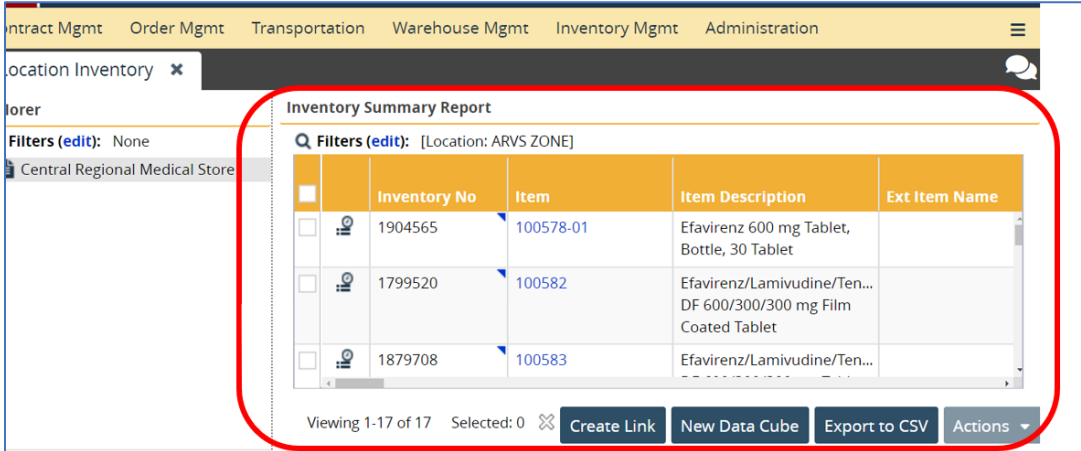 ontract Mgmt Order Mgmt Transportation Warehouse Mgmt Inventory Mgmt Administration
ocation Inventory
lorer
Filters (edit): None
Central Regional Medical Store
Inventory Summary Report
Filters (edit): [Location: ARVS ZONE]
Inventory No Item Item Description Ext Item Name
1904565 100578-01 Efavirenz 600 mg Tablet,
Bottle, 30 Tablet
1799520 100582 Efavirenz/Lamivudine/Ten...
DF 600/300/300 mg Film
Coated Tablet
1879708 100583 Efavirenz/Lamivudine/Ten...
Viewing 1-17 of 17 Selected: 0 Create Link New Data Cube Export to CSV Actions